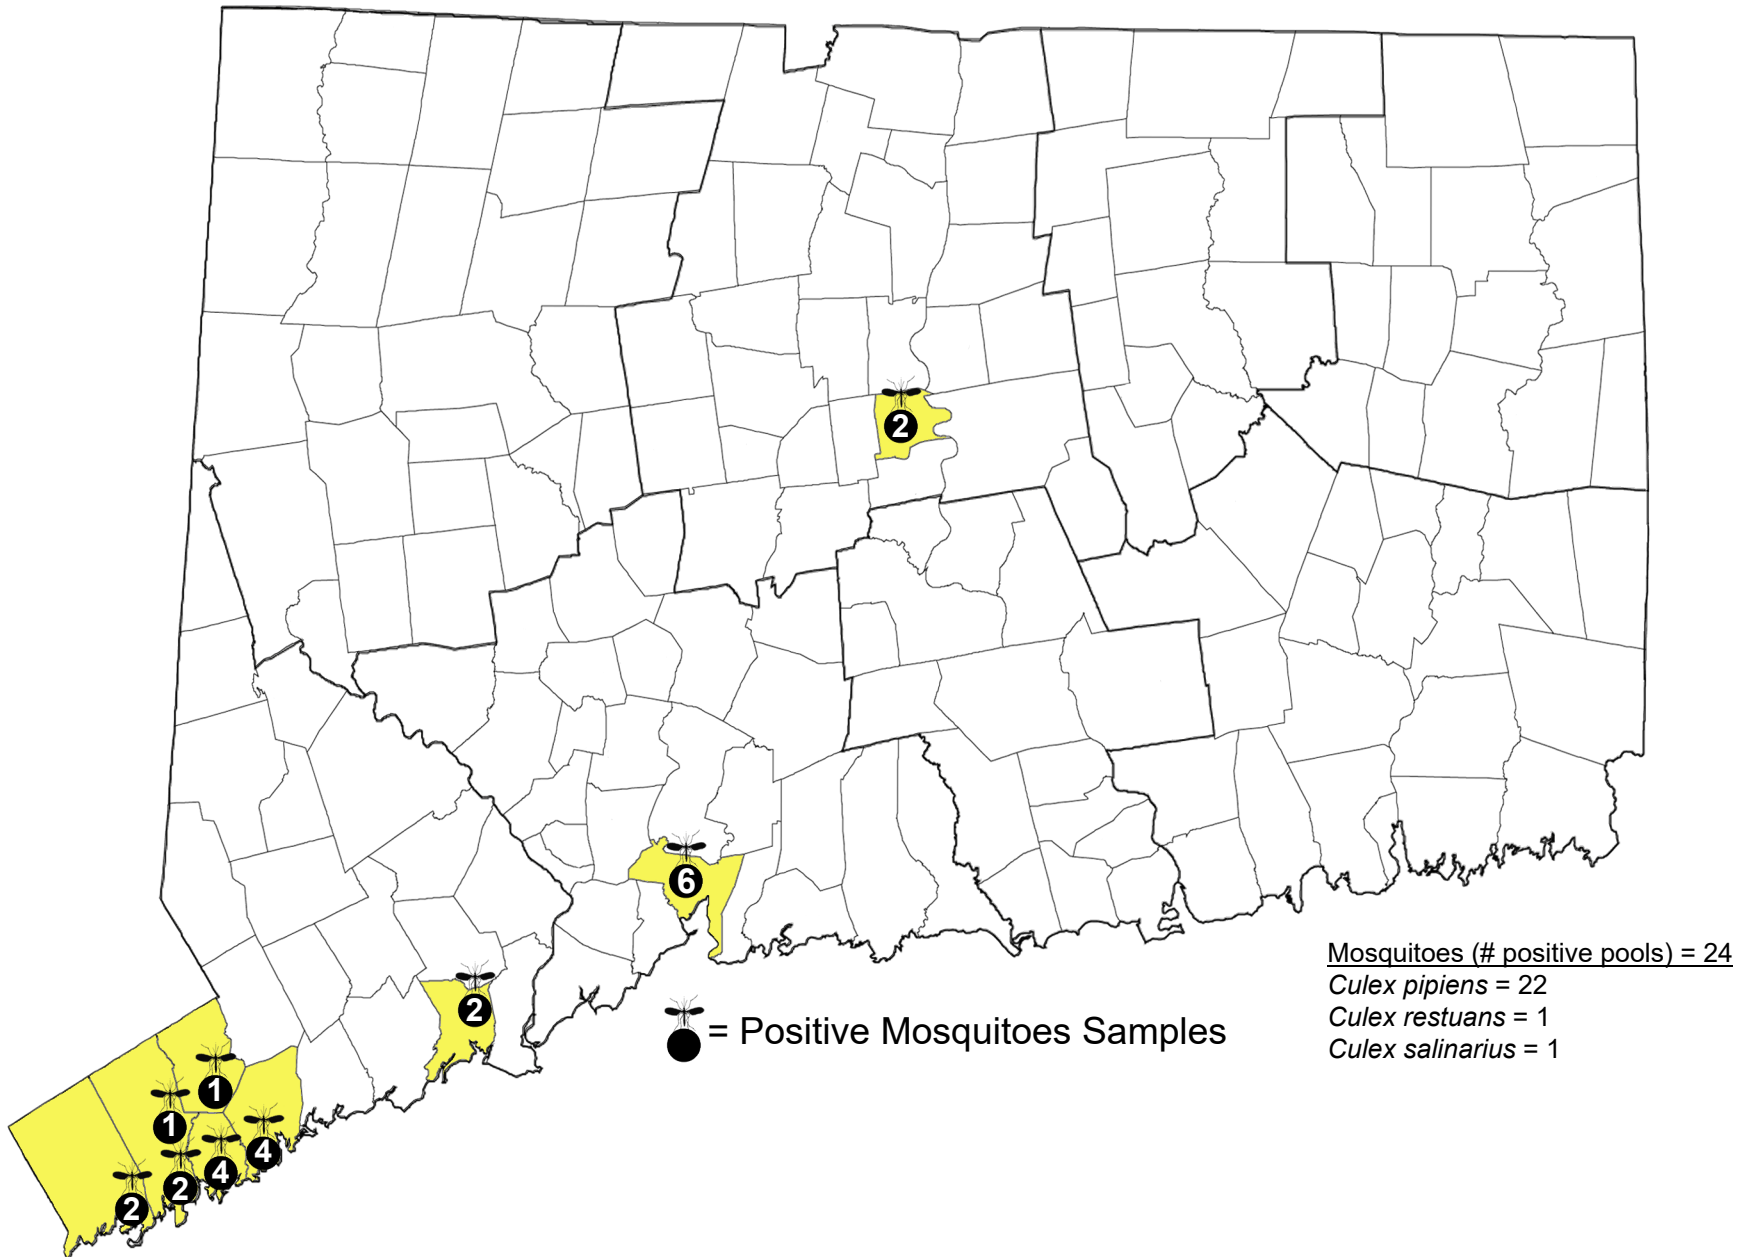 2
6
2
1
1
4
4
2
2
= Positive Mosquitoes Samples
Mosquitoes (# positive pools) = 24
Culex pipiens = 22
Culex restuans = 1
Culex salinarius = 1